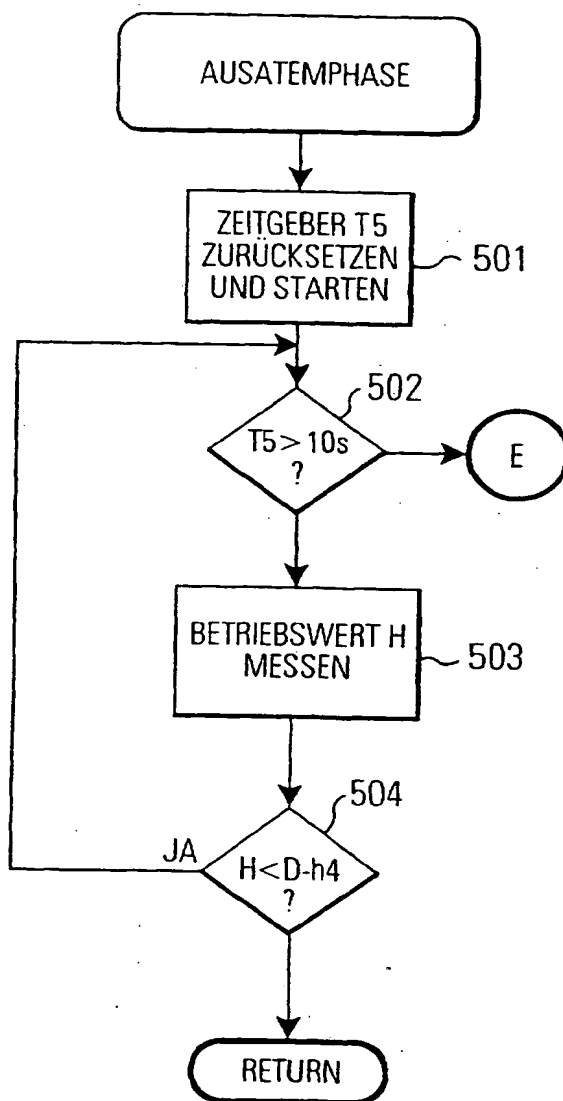 AUSATEMPHASE
ZEITGEBER T5
ZURÜCKSETZEN
UND STARTEN
501
502
T5> 10s
?
E
BETRIEBSWERT H
MESSEN
503
504
JA
H<D-h4
?
RETURN